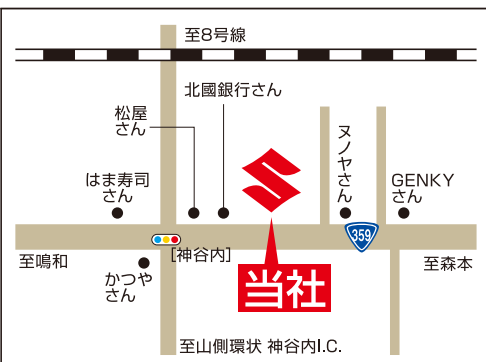 至8号線
北國銀行さん
松屋
さん
ヌノヤさん
はま寿司
さん
GENKY
さん
359
[神谷内]
至鳴和
かつや
さん
当社
至森本
至山側環状 神谷内I.C.